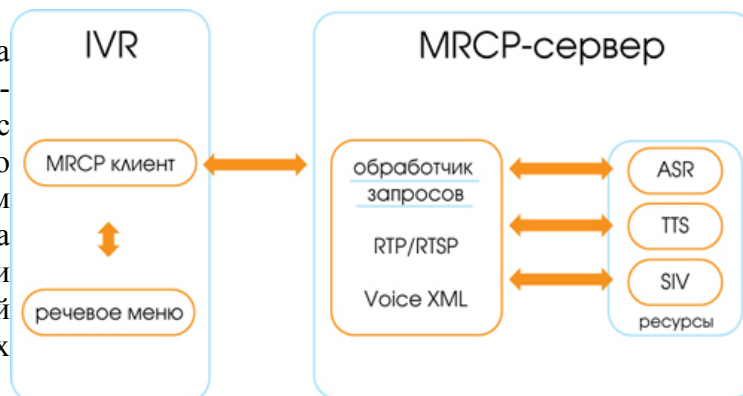 IVR
MRCP клиент
речевое меню
MRCP-сервер
обработчик
запросов
RTP/RTSP
Voice XML
ASR
TTS
SIV
ресурсы
а
-
с
о
м
а
и
й
х